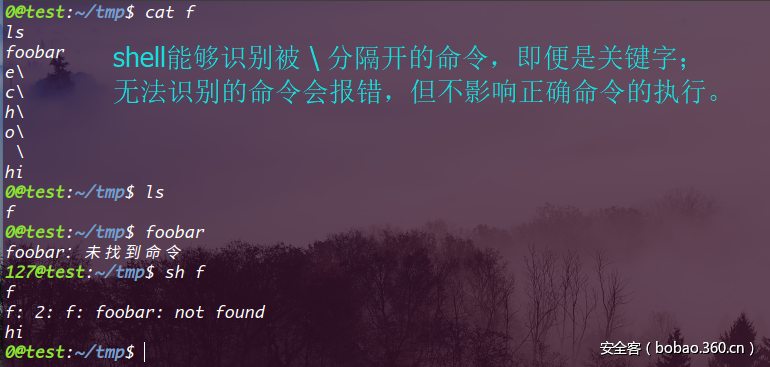 0@test:~/tmp$ cat f
ls
foobar
e\
c\
h\
o\
 \
hi
shell能够识别被 \ 分隔开的命令，即便是关键字；
无法识别的命令会报错，但不影响正确命令的执行。
0@test:~/tmp$ ls
f
0@test:~/tmp$ foobar
foobar: 未找到命令
127@test:~/tmp$ sh f
f
f: 2: f: foobar: not found
hi
0@test:~/tmp$
安全客（bobao.360.cn）